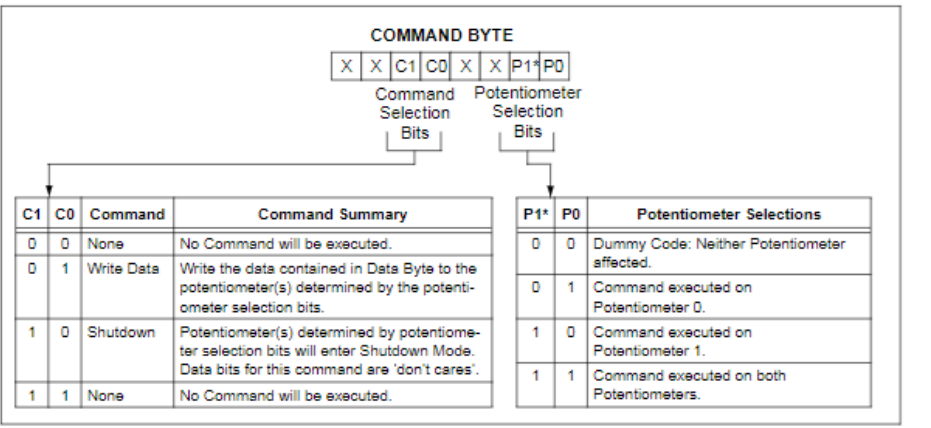 COMMAND BYTE
X X C1 C0 X X P1* P0
Command Selection Bits
Potentiometer Selection Bits
C1 C0 Command Command Summary
0 0 None No Command will be executed.
0 1 Write Data Write the data contained in Data Byte to the
potentiometer(s) determined by the potenti-
ometer selection bits.
1 0 Shutdown Potentiometer(s) determined by potentiome-
ter selection bits will enter Shutdown Mode.
Data bits for this command are 'don't cares'.
1 1 None No Command will be executed.
P1* P0 Potentiometer Selections
0 0 Dummy Code: Neither Potentiometer
affected.
0 1 Command executed on
Potentiometer 0.
1 0 Command executed on
Potentiometer 1.
1 1 Command executed on both
Potentiometers.